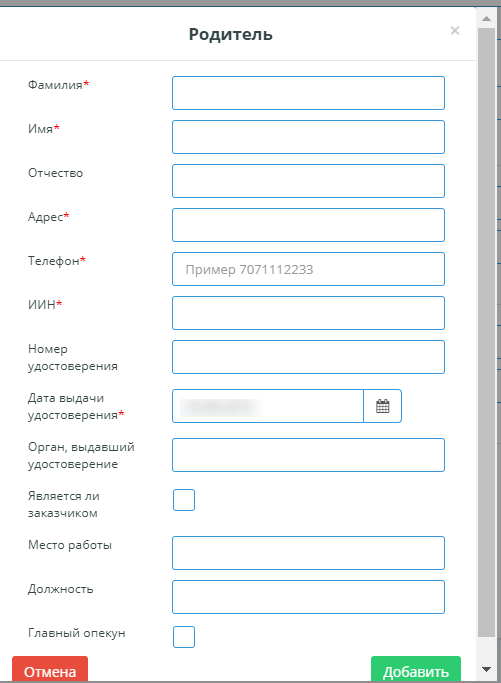 Родитель
×
Фамилия*
Имя*
Отчество
Адрес*
Телефон*
Пример 7071112233
ИИН*
Номер
удостоверения
Дата выдачи
удостоверения*
Орган, выдавший
удостоверение
Является ли
заказчиком
Место работы
Должность
Главный опекун
Отмена
Добавить